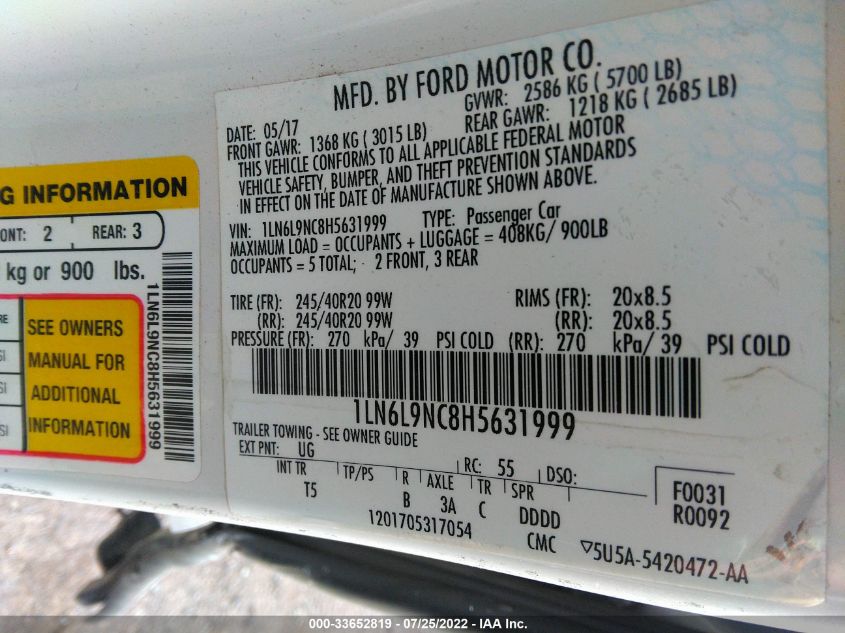 G INFORMATION
ONT: 2 REAR: 3
kg or 900 lbs.
RE
SI
SI
SI
SEE OWNERS
MANUAL FOR
ADDITIONAL
INFORMATION
1LN6L9NC8H5631999
MFD. BY FORD MOTOR CO.
DATE: 05/17 GVWR: 2586 KG ( 5700 LB)
FRONT GAWR: 1368 KG ( 3015 LB) REAR GAWR: 1218 KG ( 2685 LB)
THIS VEHICLE CONFORMS TO ALL APPLICABLE FEDERAL MOTOR
VEHICLE SAFETY, BUMPER, AND THEFT PREVENTION STANDARDS
IN EFFECT ON THE DATE OF MANUFACTURE SHOWN ABOVE.
VIN: 1LN6L9NC8H5631999 TYPE: Passenger Car
MAXIMUM LOAD = OCCUPANTS + LUGGAGE = 408KG/ 900LB
OCCUPANTS = 5 TOTAL; 2 FRONT, 3 REAR
TIRE (FR): 245/40R20 99W RIMS (FR): 20x8.5
(RR): 245/40R20 99W (RR): 20x8.5
PRESSURE (FR): 270 kPa/ 39 PSI COLD (RR): 270 kPa/ 39 PSI COLD
1LN6L9NC8H5631999
TRAILER TOWING - SEE OWNER GUIDE
EXT PNT: UG RC: 55 DSO:
INT TR TP/PS R AXLE TR SPR
T5 B 3A C DDDD
1201705317054 CMC
F0031
R0092
▽5U5A-5420472-AA
000-33652819 - 07/25/2022 - IAA Inc.